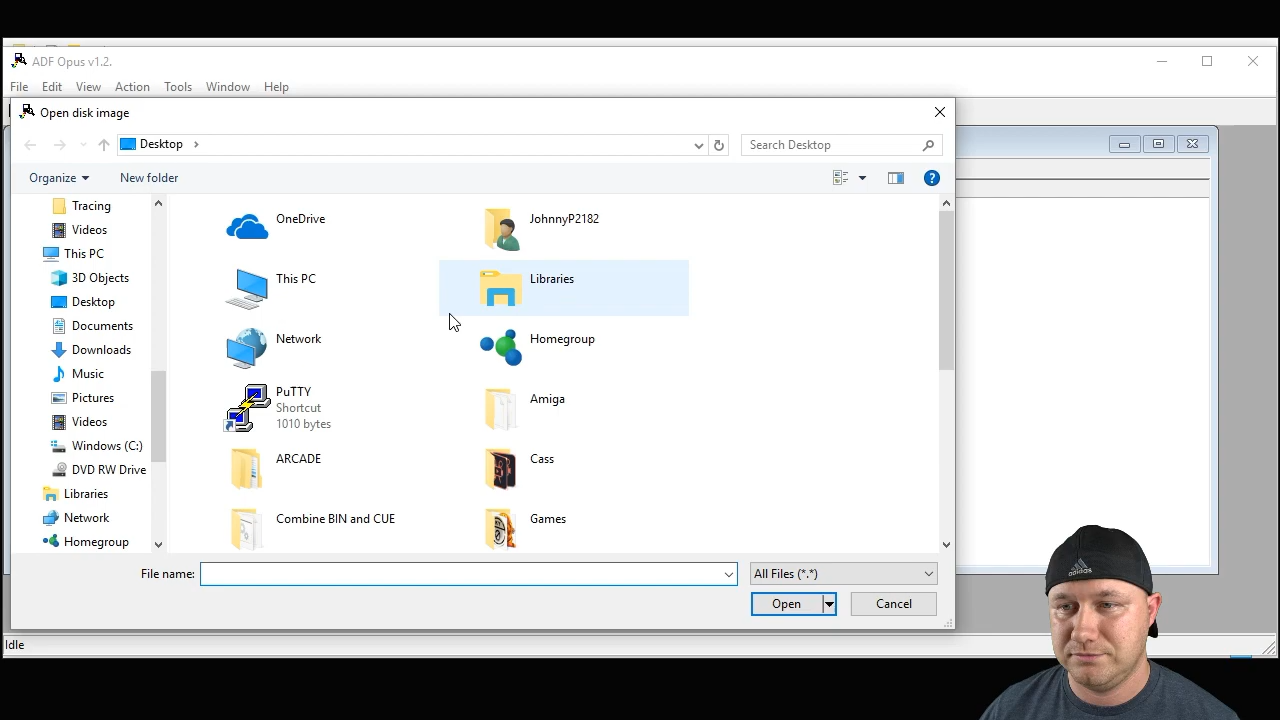 ADF Opus v1.2.
File Edit View Action Tools Window Help
Open disk image
Desktop
Search Desktop
Organize New folder
Tracing
Videos
This PC
3D Objects
Desktop
Documents
Downloads
Music
Pictures
Videos
Windows (C:)
DVD RW Drive
Libraries
Network
Homegroup
OneDrive
JohnnyP2182
This PC
Libraries
Network
Homegroup
PuTTY
Shortcut
1010 bytes
Amiga
ARCADE
Cass
Combine BIN and CUE
Games
File name:
All Files (*.*)
Open Cancel
Idle
adidas